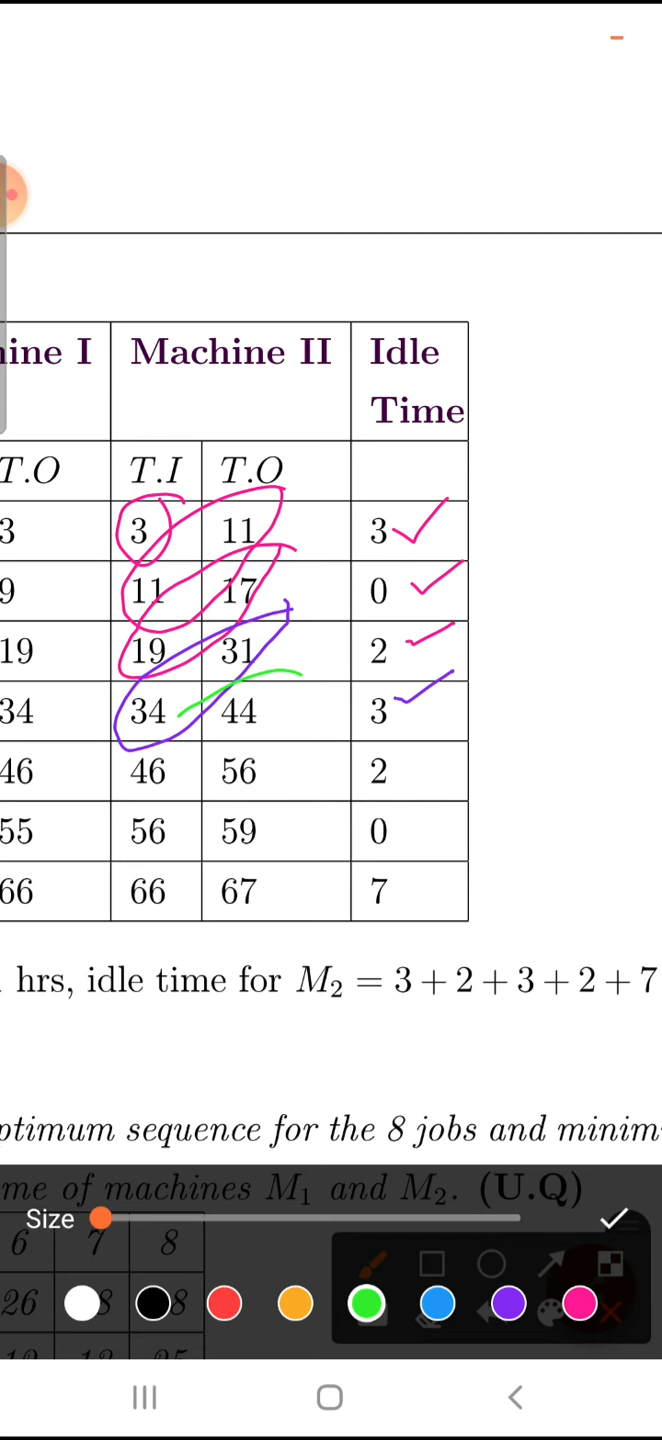 ine I Machine II Idle
Time
T.O T.I T.O
3 3 11 3
9 11 17 0
19 19 31 2
34 34 44 3
46 46 56 2
55 56 59 0
66 66 67 7
hrs, idle time for M₂ = 3 + 2 + 3 + 2 + 7
ptimum sequence for the 8 jobs and minim
me of machines M₁ and M₂. (U.Q)
Size
6 7 8
26 8 8